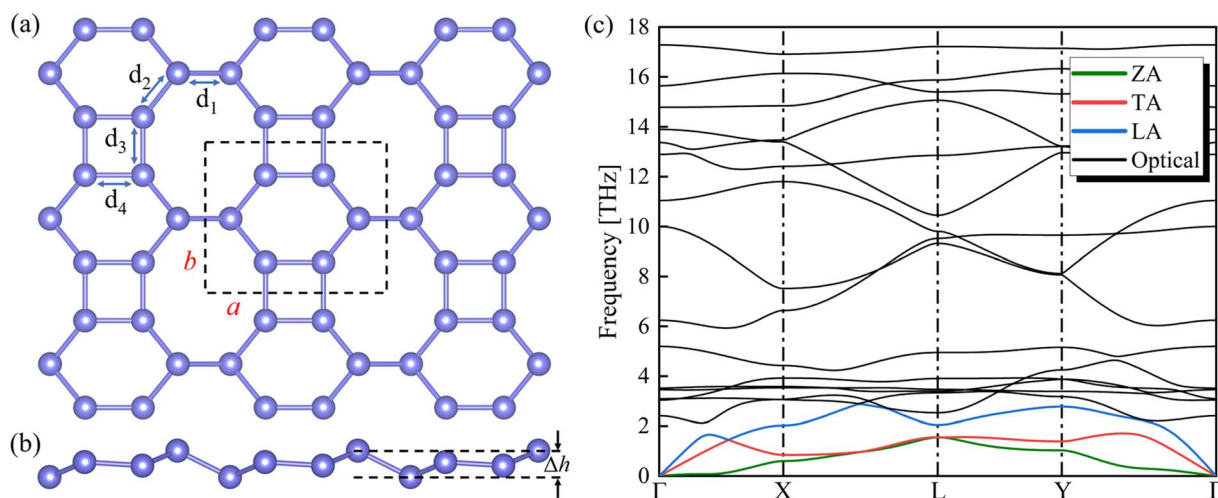 (a)
d₂
d₁
d₃
d₄
b
a
(b)
Δh
(c)
Frequency [THz]
18
16
14
12
10
8
6
4
2
0
ZA
TA
LA
Optical
Γ X L Y Γ